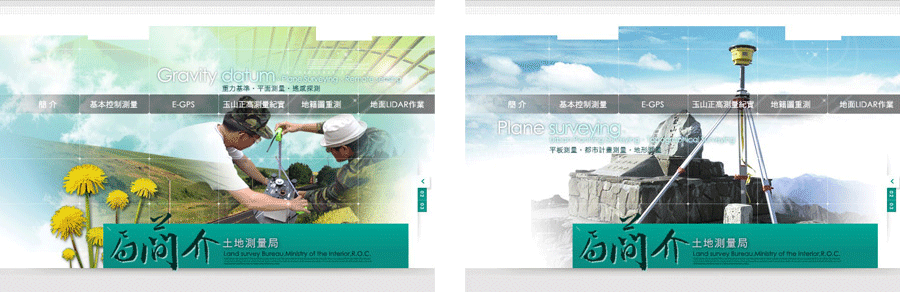 Gravity datum
重力基準・平面測量・遙感探測
簡 介 基本控制測量 E-GPS 玉山正高測量紀實 地籍圖重測 地面LIDAR作業
局簡介 土地測量局
Land survey Bureau,Ministry of the Interior,R.O.C.
簡 介 基本控制測量 E-GPS 玉山正高測量紀實 地籍圖重測 地面LIDAR作業
Plane surveying
平板測量・都市計畫測量・地形測量
局簡介 土地測量局
Land survey Bureau,Ministry of the Interior,R.O.C.